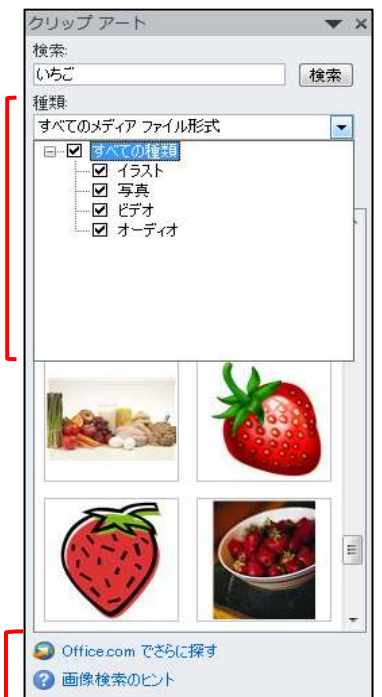 クリップ アート
検索:
いちご
検索
種類:
すべてのメディア ファイル形式
すべての種類
イラスト
写真
ビデオ
オーディオ
Office.com でさらに探す
画像検索のヒント